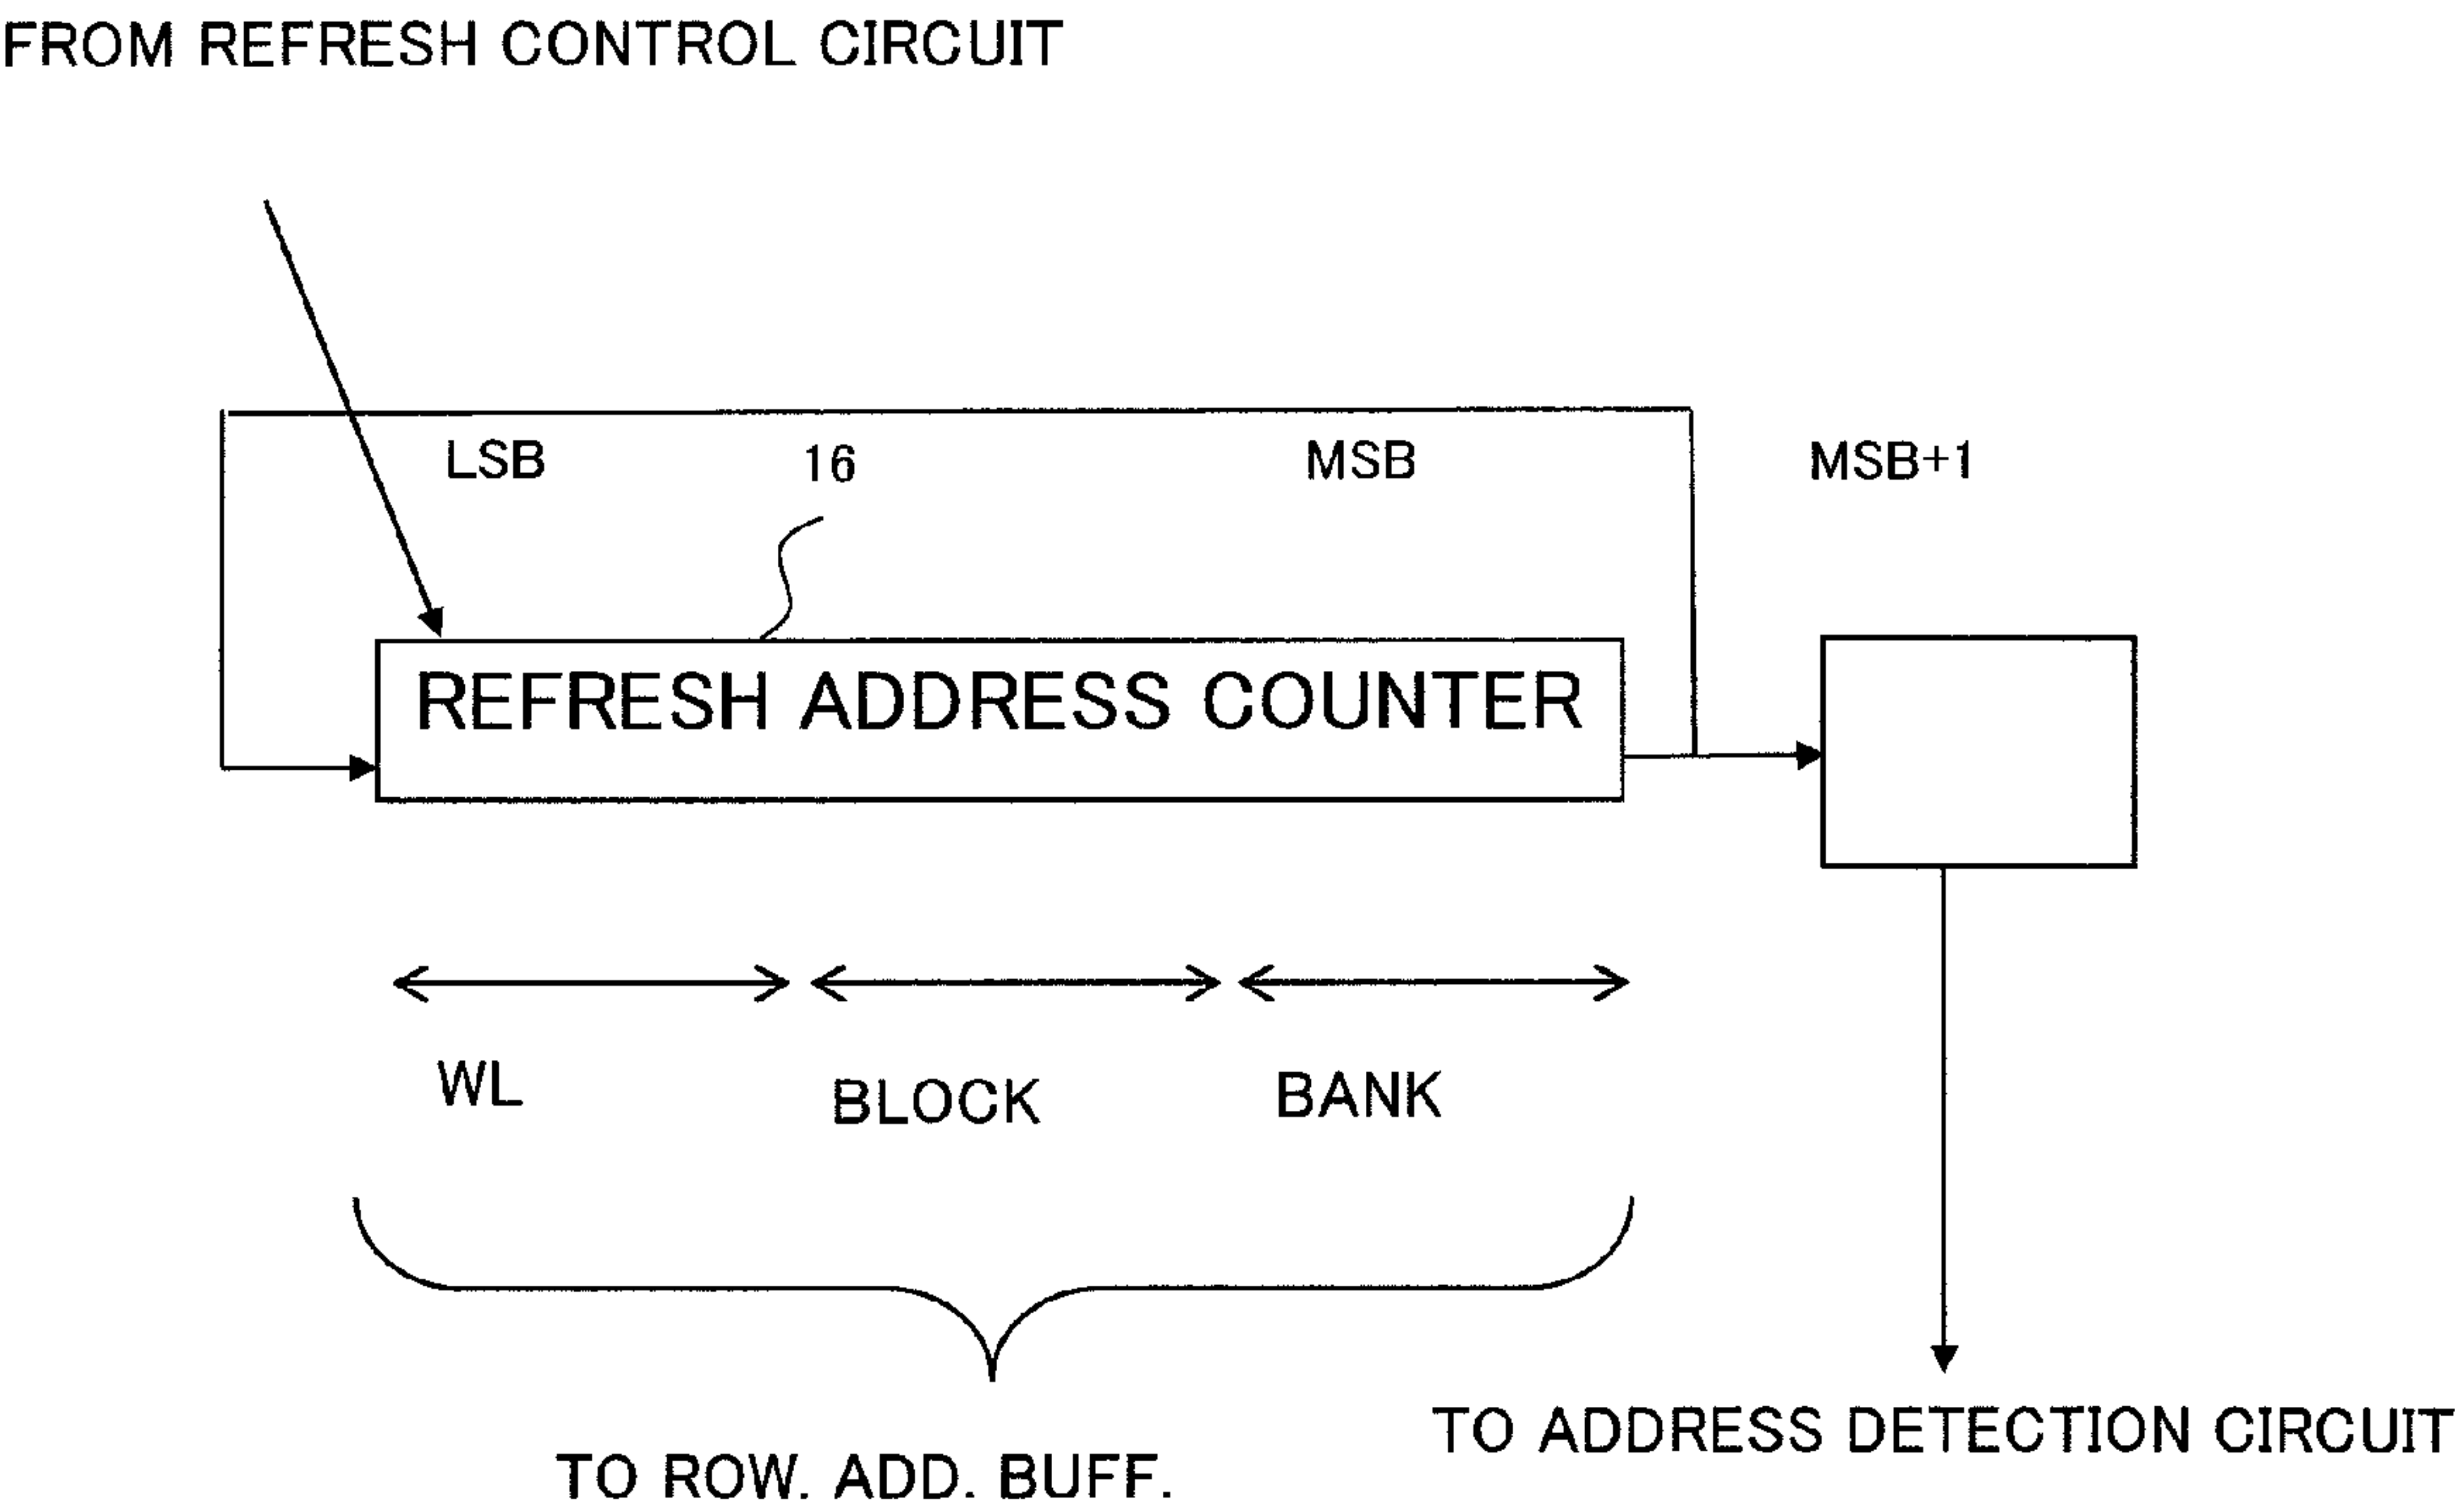 FROM REFRESH CONTROL CIRCUIT
LSB 16 MSB MSB+1
REFRESH ADDRESS COUNTER
WL BLOCK BANK
TO ADDRESS DETECTION CIRCUIT
TO ROW. ADD. BUFF.